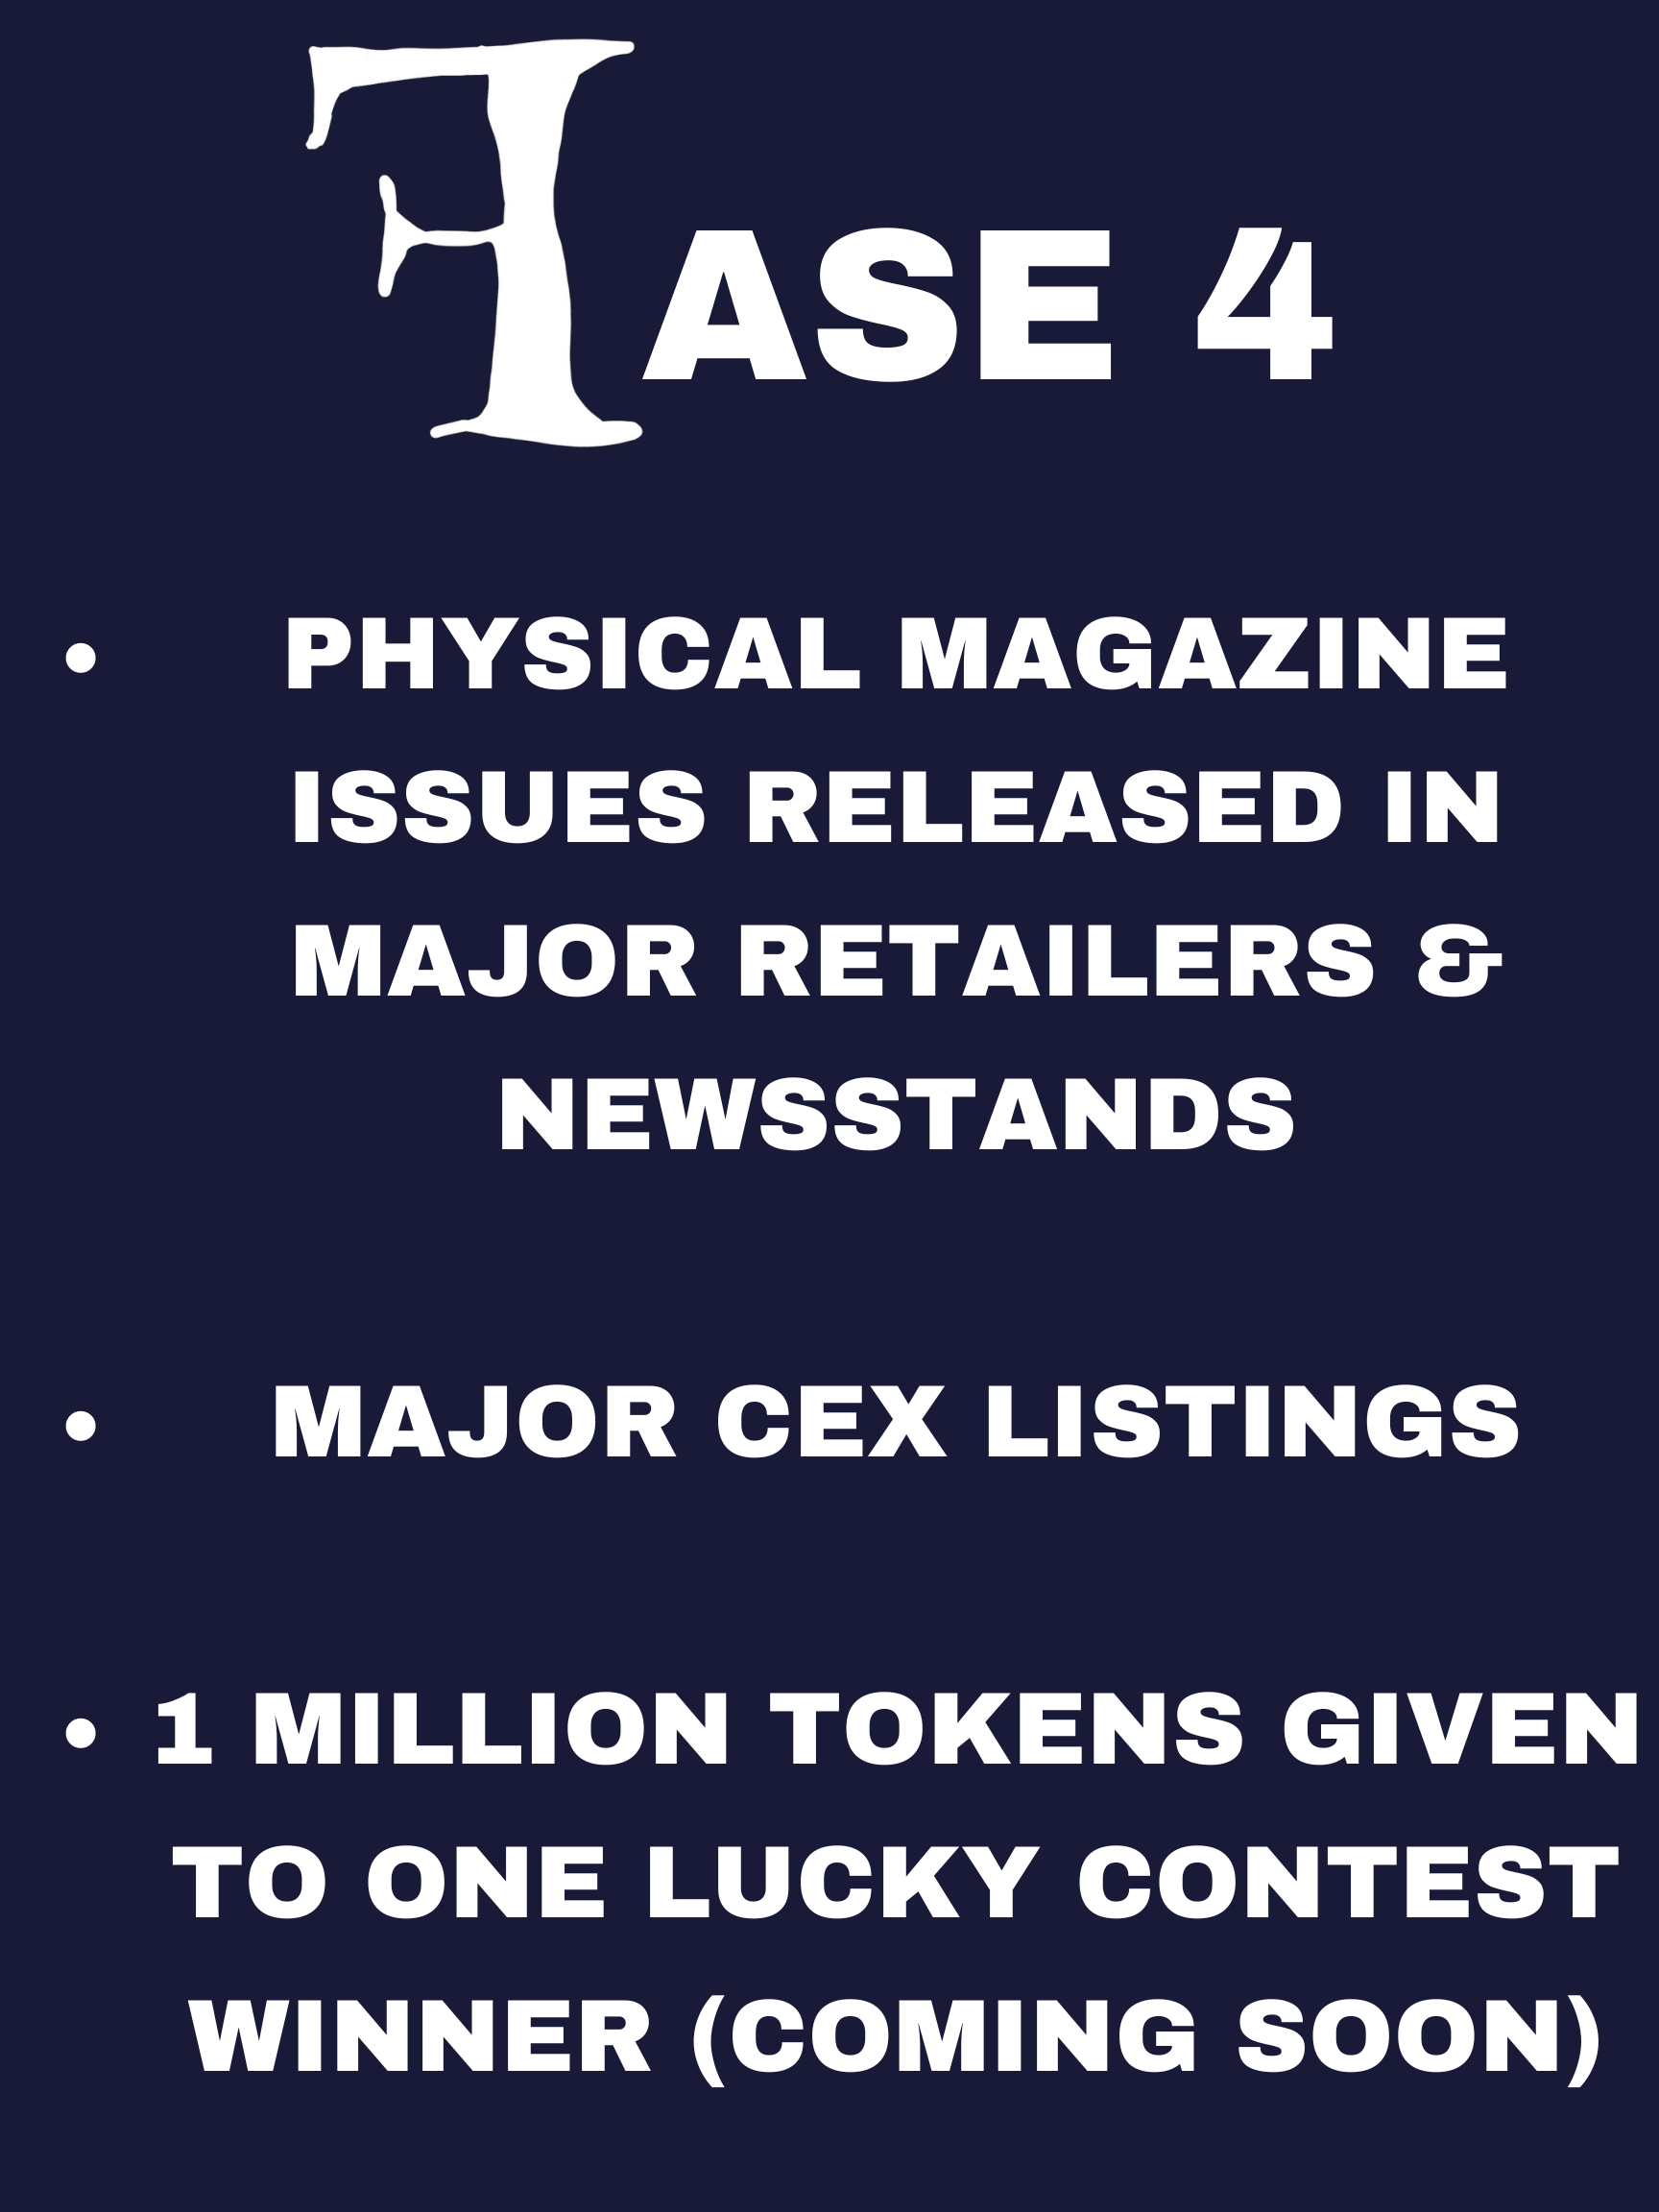 FASE 4
• PHYSICAL MAGAZINE
ISSUES RELEASED IN
MAJOR RETAILERS &
NEWSSTANDS
• MAJOR CEX LISTINGS
• 1 MILLION TOKENS GIVEN
TO ONE LUCKY CONTEST
WINNER (COMING SOON)